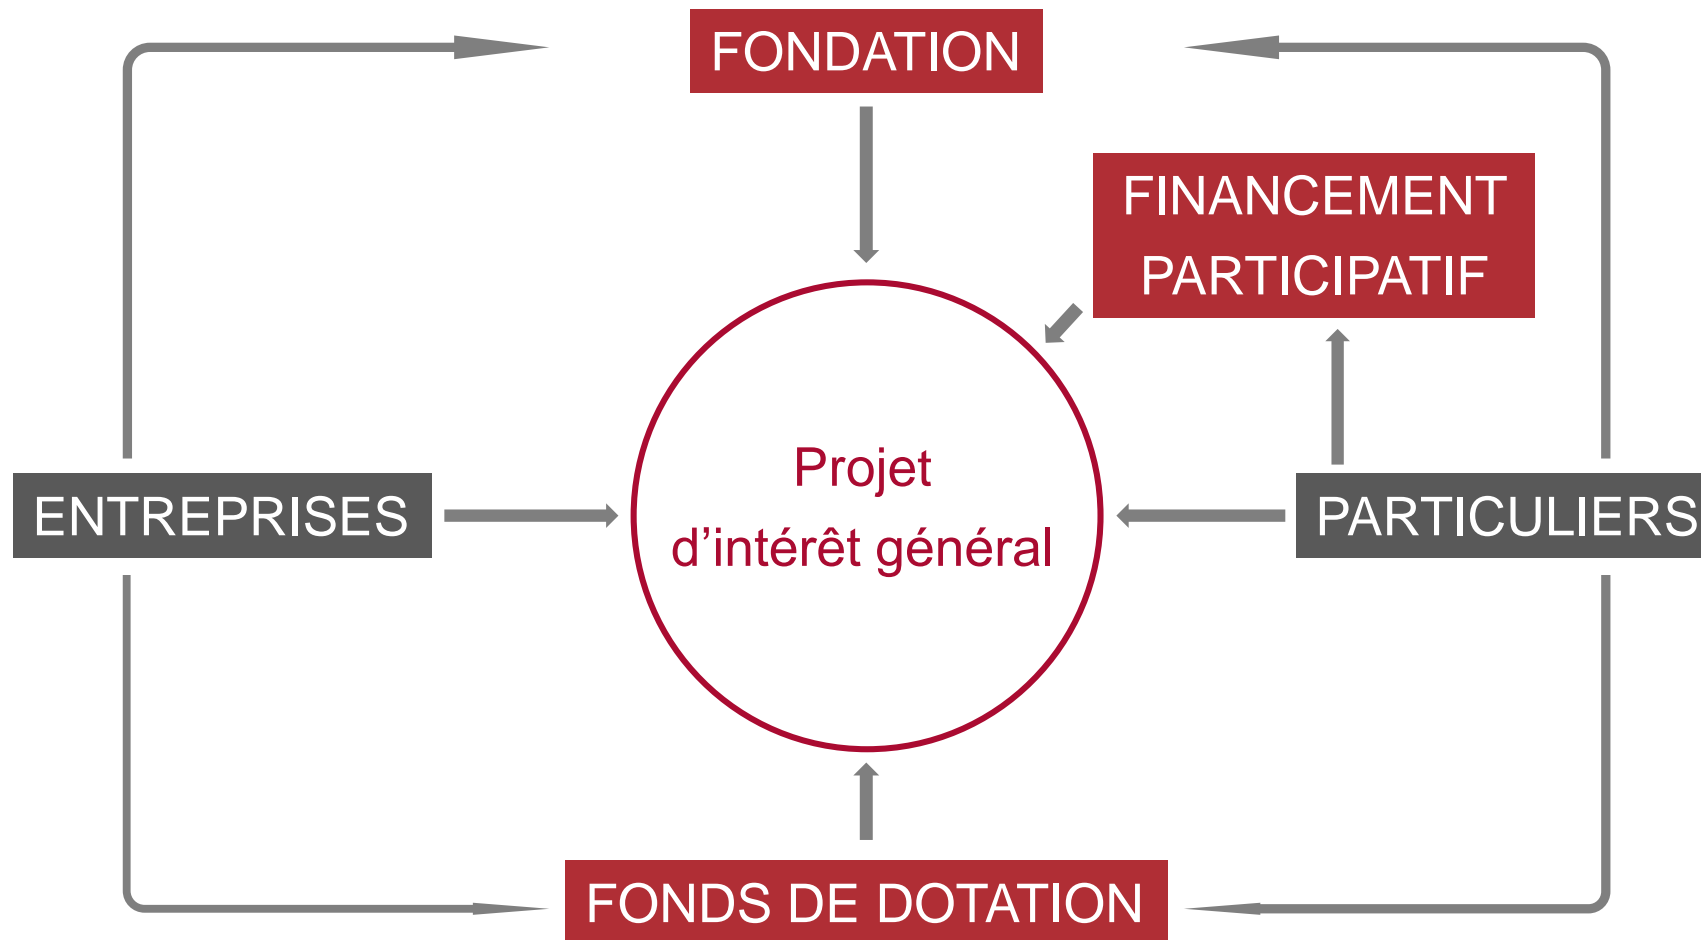 FONDATION
FINANCEMENT
PARTICIPATIF
Projet
d’intérêt général
ENTREPRISES
PARTICULIERS
FONDS DE DOTATION